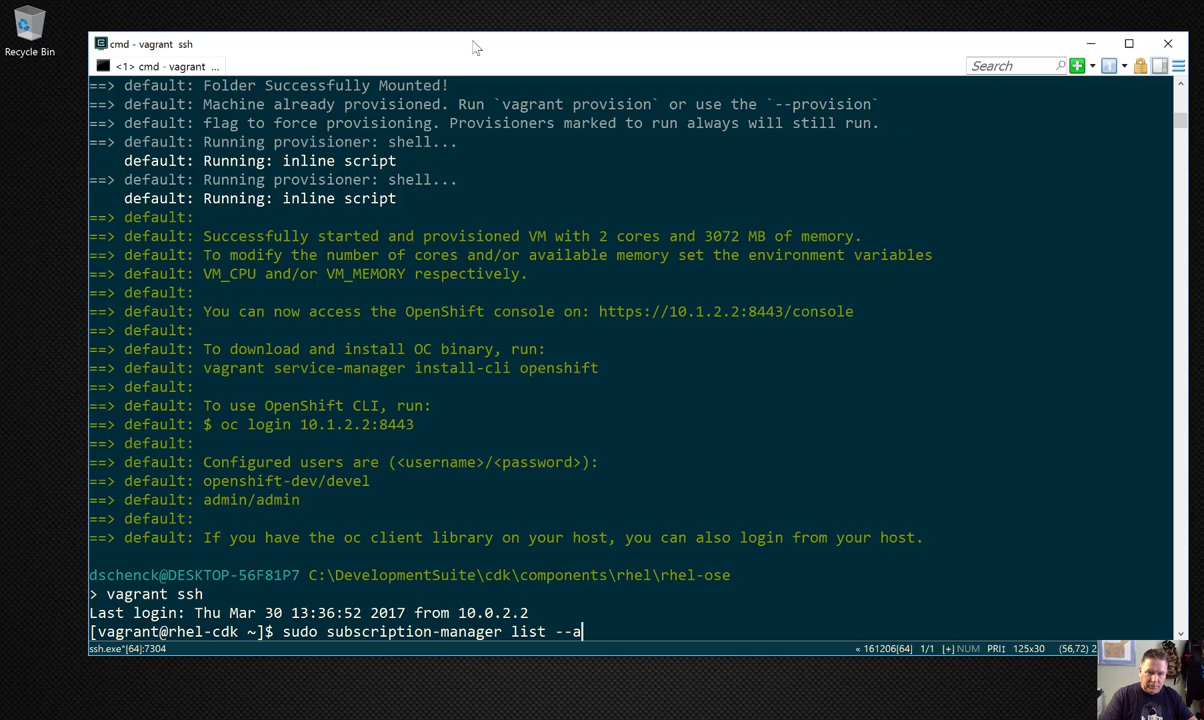 Recycle Bin
cmd - vagrant  ssh
<1> cmd - vagrant ...
Search
==> default: Folder Successfully Mounted!
==> default: Machine already provisioned. Run `vagrant provision` or use the `--provision`
==> default: flag to force provisioning. Provisioners marked to run always will still run.
==> default: Running provisioner: shell...
default: Running: inline script
==> default: Running provisioner: shell...
default: Running: inline script
==> default:
==> default: Successfully started and provisioned VM with 2 cores and 3072 MB of memory.
==> default: To modify the number of cores and/or available memory set the environment variables
==> default: VM_CPU and/or VM_MEMORY respectively.
==> default:
==> default: You can now access the OpenShift console on: https://10.1.2.2:8443/console
==> default:
==> default: To download and install OC binary, run:
==> default: vagrant service-manager install-cli openshift
==> default:
==> default: To use OpenShift CLI, run:
==> default: $ oc login 10.1.2.2:8443
==> default:
==> default: Configured users are (<username>/<password>):
==> default: openshift-dev/devel
==> default: admin/admin
==> default:
==> default: If you have the oc client library on your host, you can also login from your host.
dschenck@DESKTOP-56F81P7 C:\DevelopmentSuite\cdk\components\rhel\rhel-ose
> vagrant ssh
Last login: Thu Mar 30 13:36:52 2017 from 10.0.2.2
[vagrant@rhel-cdk ~]$ sudo subscription-manager list --a
ssh.exe*[64]:7304
« 161206[64] 1/1 [+] NUM PRI↕ 125x30 (56,72) 2